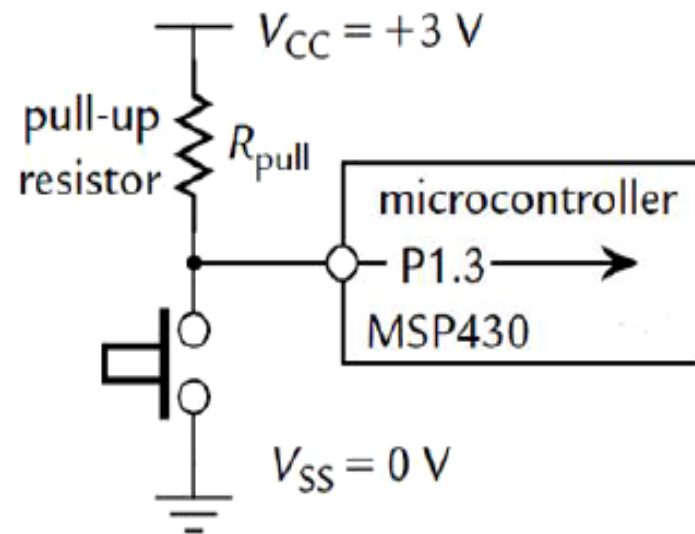 V_CC = +3 V
pull-up
resistor
R_pull
microcontroller
P1.3
MSP430
V_SS = 0 V